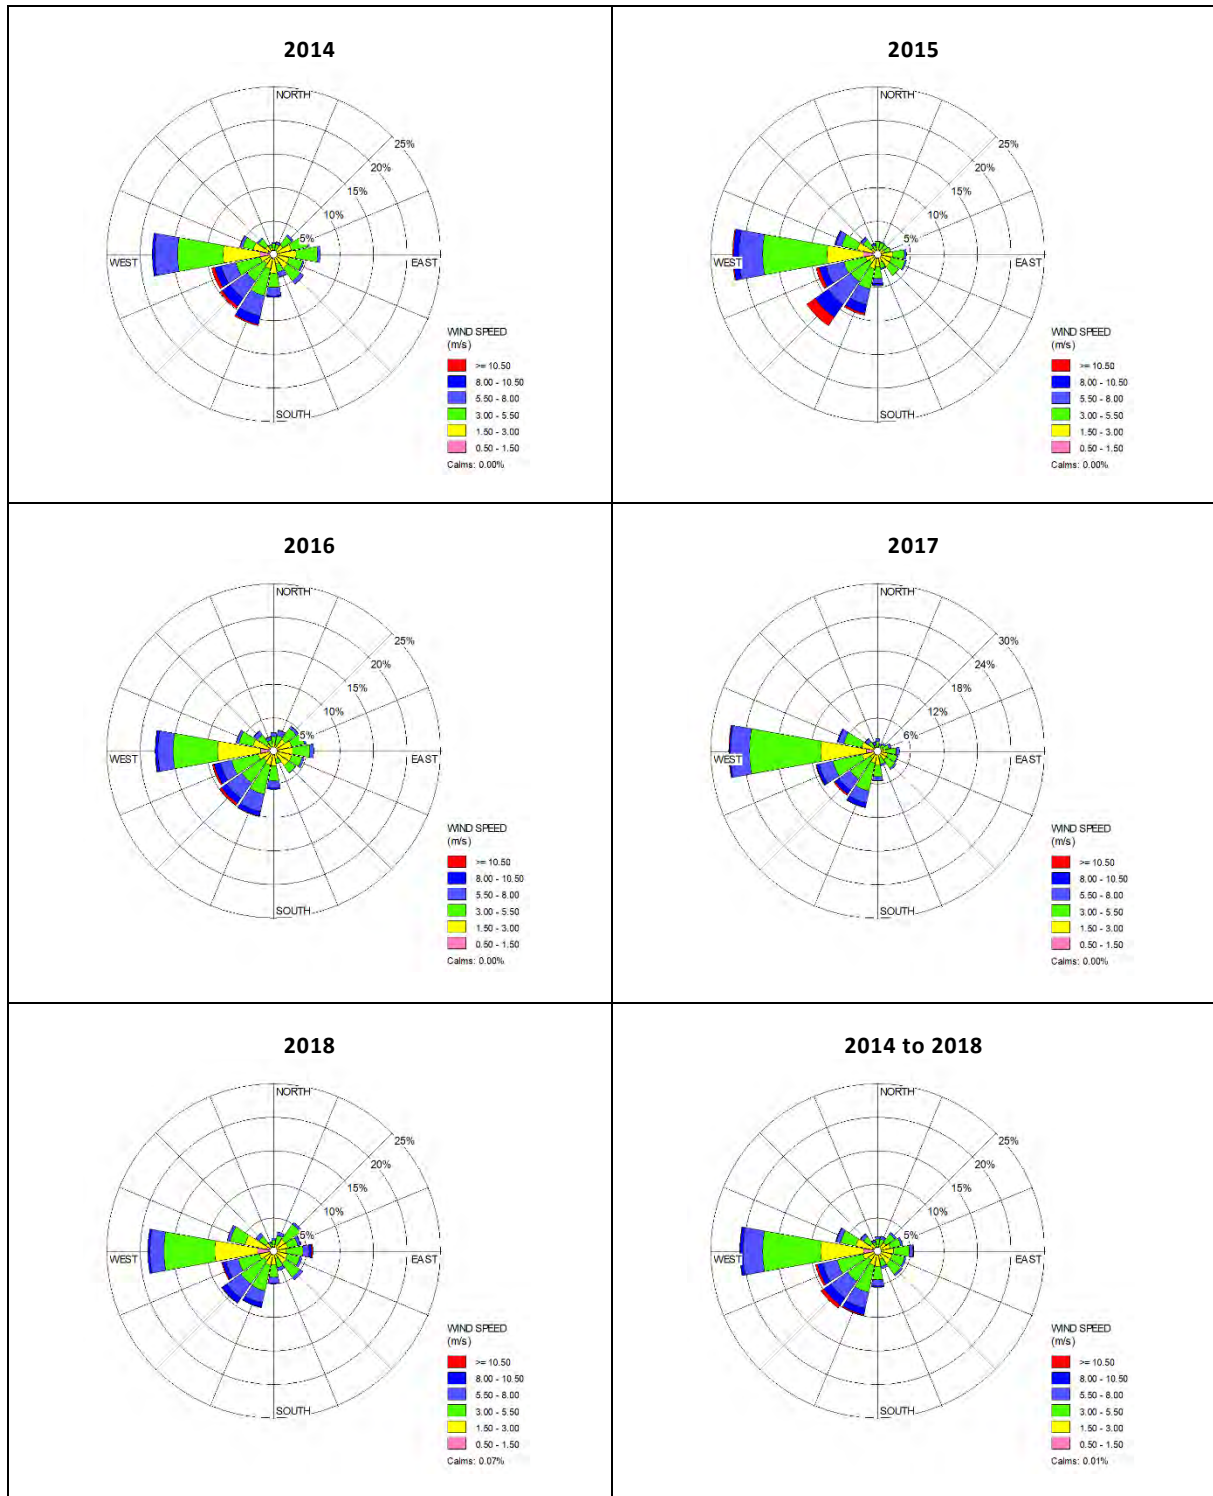 2014
NORTH
25%
20%
15%
10%
5%
WEST
EAST
SOUTH
WIND SPEED
(m/s)
>= 10.50
8.00 - 10.50
5.50 - 8.00
3.00 - 5.50
1.50 - 3.00
0.50 - 1.50
Calms: 0.00%
2015
NORTH
25%
20%
15%
10%
5%
WEST
EAST
SOUTH
WIND SPEED
(m/s)
>= 10.50
8.00 - 10.50
5.50 - 8.00
3.00 - 5.50
1.50 - 3.00
0.50 - 1.50
Calms: 0.00%
2016
NORTH
25%
20%
15%
10%
5%
WEST
EAST
SOUTH
WIND SPEED
(m/s)
>= 10.50
8.00 - 10.50
5.50 - 8.00
3.00 - 5.50
1.50 - 3.00
0.50 - 1.50
Calms: 0.00%
2017
NORTH
30%
24%
18%
12%
6%
WEST
EAST
SOUTH
WIND SPEED
(m/s)
>= 10.50
8.00 - 10.50
5.50 - 8.00
3.00 - 5.50
1.50 - 3.00
0.50 - 1.50
Calms: 0.00%
2018
NORTH
25%
20%
15%
10%
5%
WEST
EAST
SOUTH
WIND SPEED
(m/s)
>= 10.50
8.00 - 10.50
5.50 - 8.00
3.00 - 5.50
1.50 - 3.00
0.50 - 1.50
Calms: 0.07%
2014 to 2018
NORTH
25%
20%
15%
10%
5%
WEST
EAST
SOUTH
WIND SPEED
(m/s)
>= 10.50
8.00 - 10.50
5.50 - 8.00
3.00 - 5.50
1.50 - 3.00
0.50 - 1.50
Calms: 0.01%